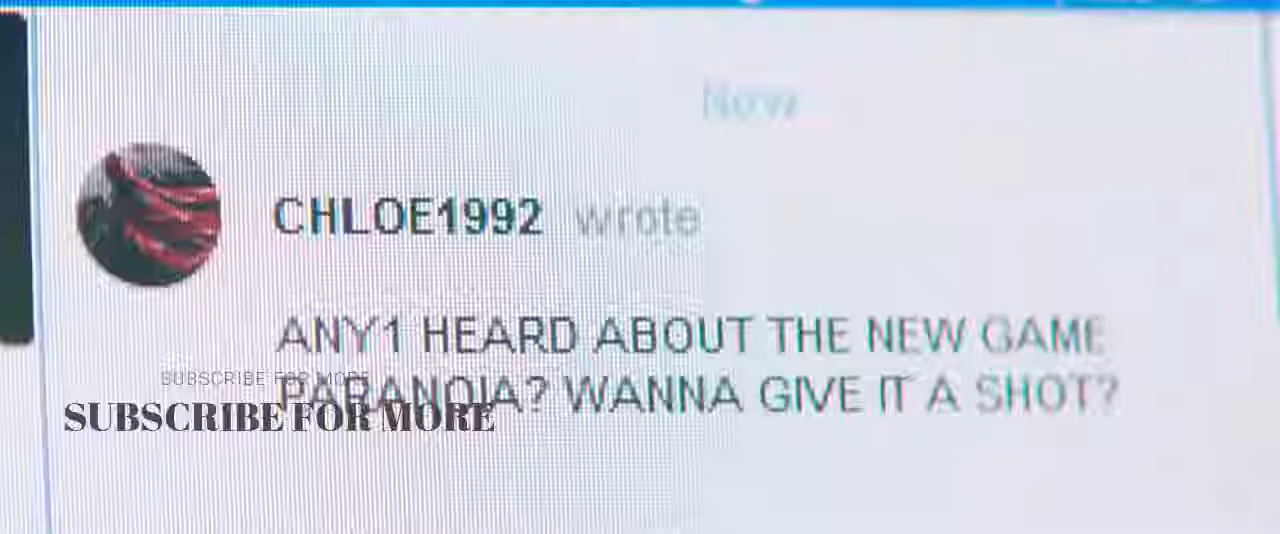 Now
CHLOE1992 wrote
ANY1 HEARD ABOUT THE NEW GAME
SUBSCRIBE FOR MORE
PARANOIA? WANNA GIVE IT A SHOT?
SUBSCRIBE FOR MORE